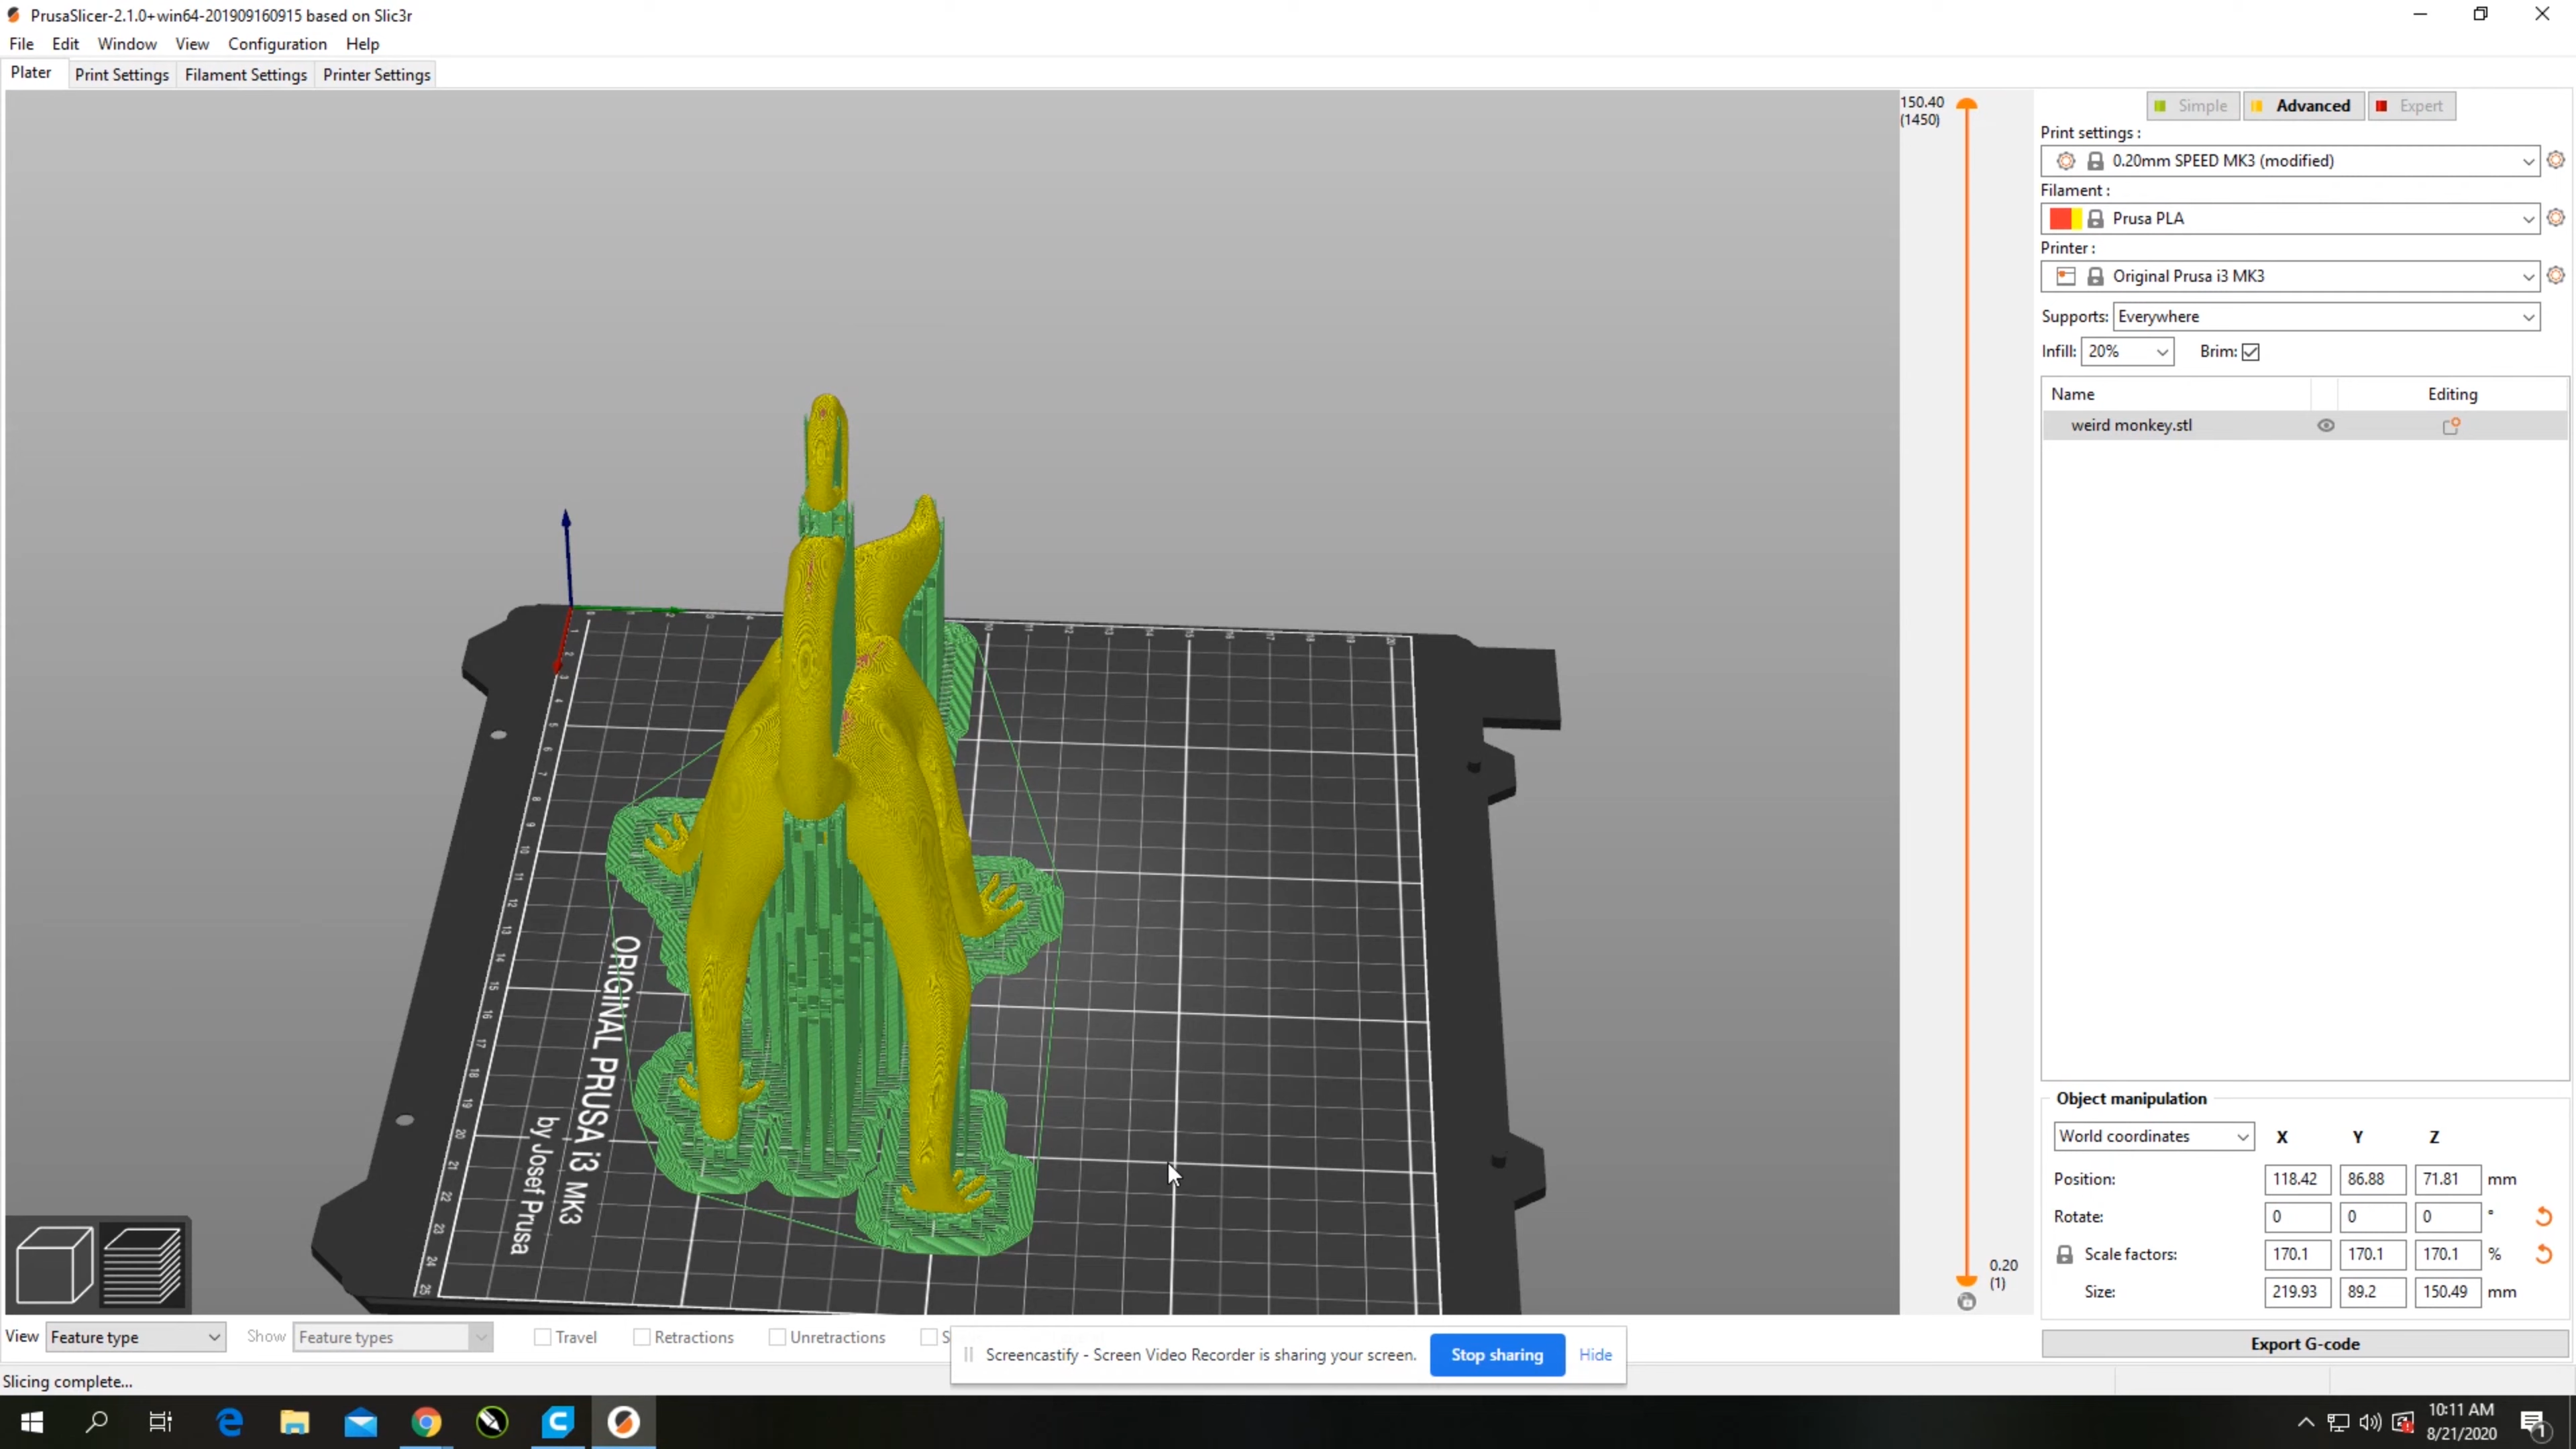 PrusaSlicer-2.1.0+win64-201909160915 based on Slic3r
File Edit Window View Configuration Help
Plater Print Settings Filament Settings Printer Settings
150.40
(1450)
Simple Advanced Expert
Print settings :
0.20mm SPEED MK3 (modified)
Filament :
Prusa PLA
Printer :
Original Prusa i3 MK3
Supports: Everywhere
Infill: 20% Brim:
Name Editing
weird monkey.stl
ORIGINAL PRUSA i3 MK3
by Josef Prusa
Object manipulation
World coordinates X Y Z
Position: 118.42 86.88 71.81 mm
Rotate: 0 0 0 °
Scale factors: 170.1 170.1 170.1 %
Size: 219.93 89.2 150.49 mm
0.20
(1)
View Feature type Show Feature types Travel Retractions Unretractions S
Export G-code
Screencastify - Screen Video Recorder is sharing your screen. Stop sharing Hide
Slicing complete...
10:11 AM
8/21/2020
1